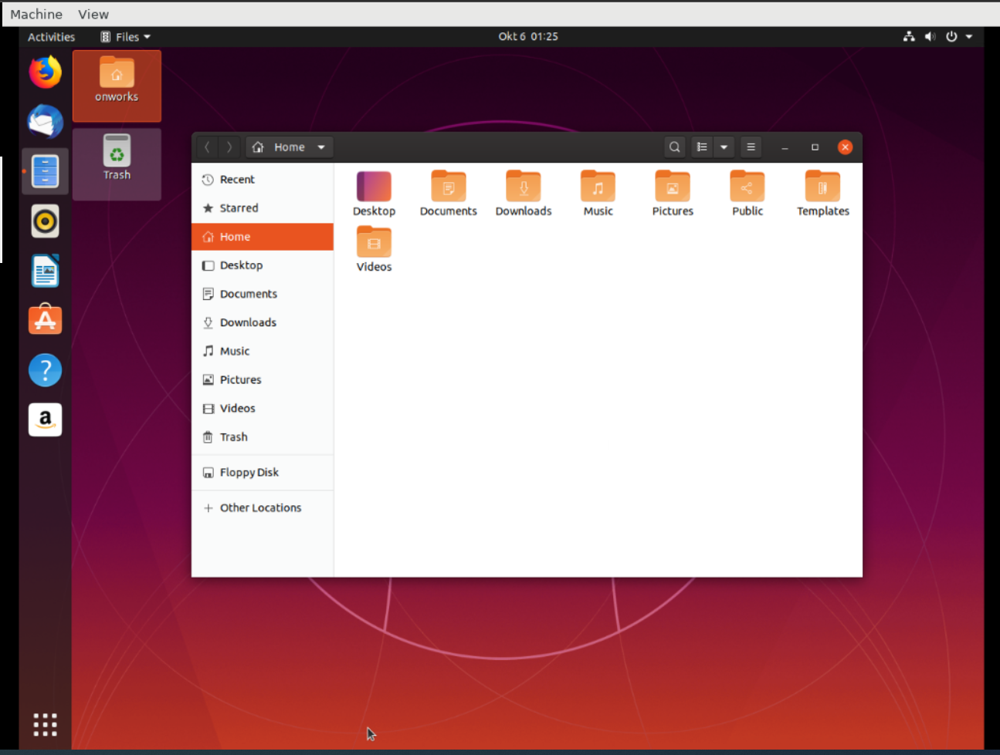 Machine View
Activities Files Okt 6 01:25
onworks
Trash
Home
Recent
Starred
Home
Desktop
Documents
Downloads
Music
Pictures
Videos
Trash
Floppy Disk
Other Locations
Desktop Documents Downloads Music Pictures Public Templates
Videos
?
a